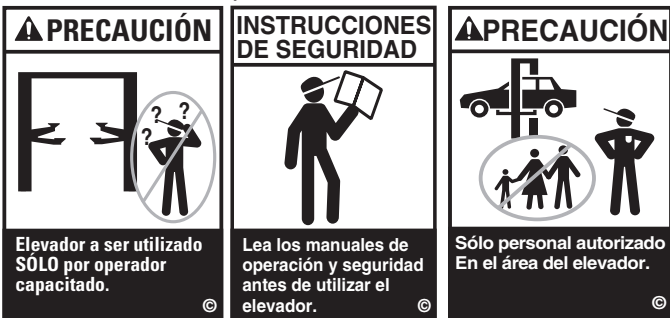 PRECAUCIÓN
? ? ?
Elevador a ser utilizado
SÓLO por operador
capacitado.
©
INSTRUCCIONES
DE SEGURIDAD
Lea los manuales de
operación y seguridad
antes de utilizar el
elevador.
©
PRECAUCIÓN
Sólo personal autorizado
En el área del elevador.
©